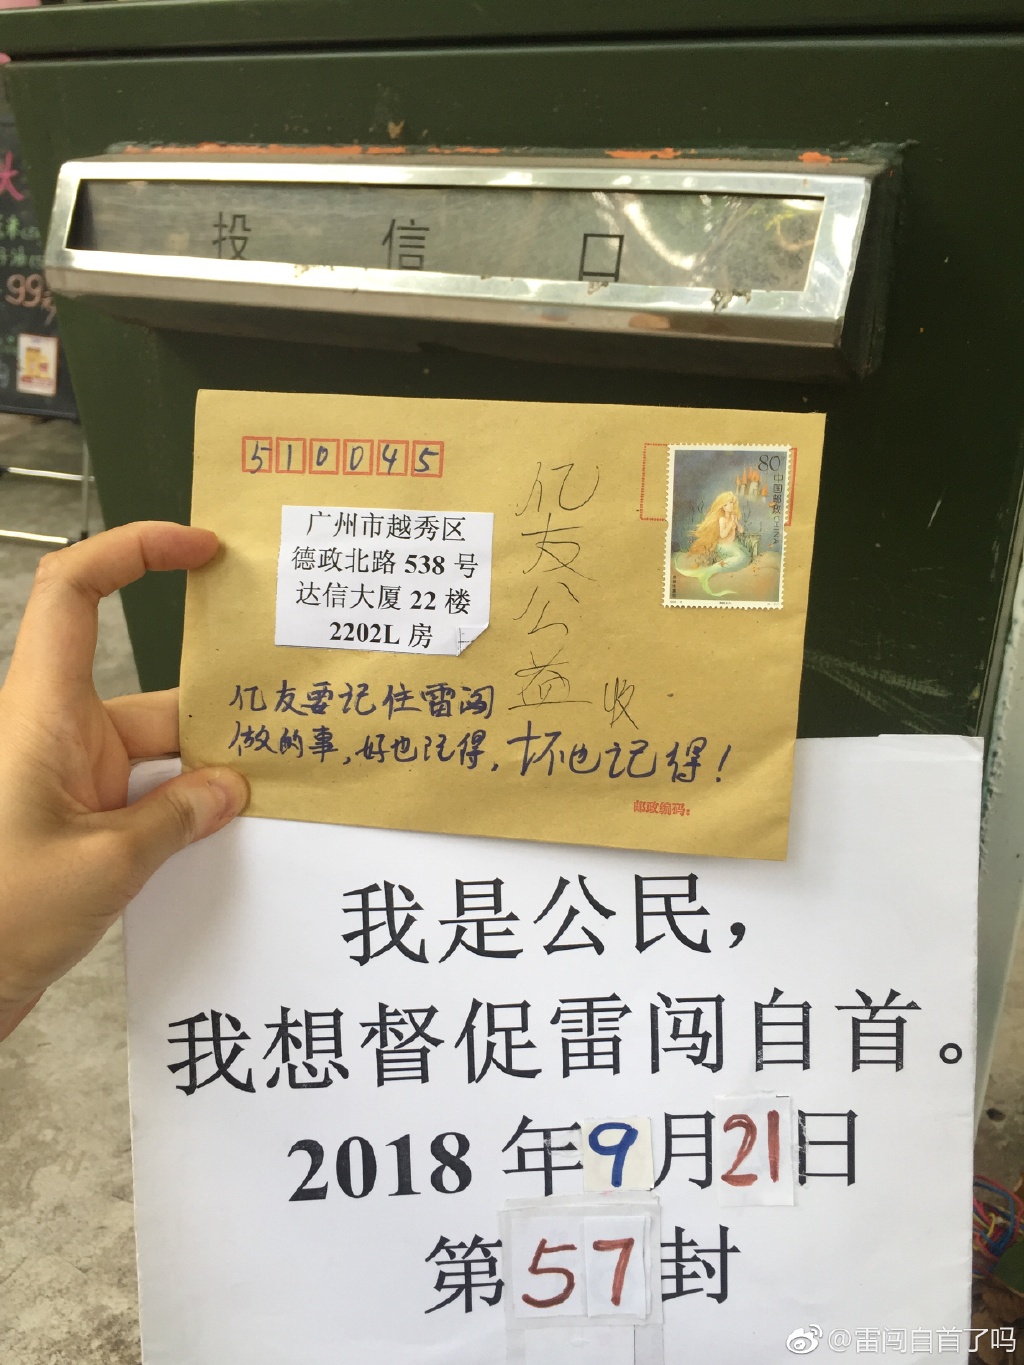 投信口
99
510045
80
中国邮政 CHINA
广州市越秀区
德政北路 538 号
达信大厦 22 楼
2202L 房
亿友公益 收
亿友要记住雷闯
做的事,好也记得,坏也记得!
邮政编码:
我是公民,
我想督促雷闯自首。
2018 年9月21日
第57封
@雷闯自首了吗